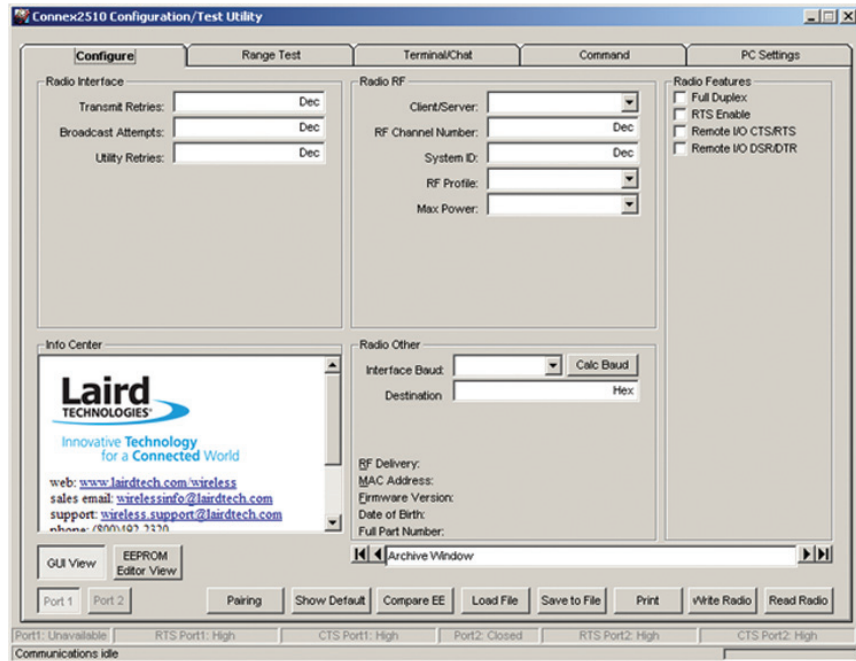 Connex2510 Configuration/Test Utility
Configure
Range Test
Terminal/Chat
Command
PC Settings
Radio Interface
Transmit Retries:
Dec
Broadcast Attempts:
Dec
Utility Retries:
Dec
Radio RF
Client/Server:
RF Channel Number:
Dec
System ID:
Dec
RF Profile:
Max Power:
Radio Features
Full Duplex
RTS Enable
Remote I/O CTS/RTS
Remote I/O DSR/DTR
Info Center
Laird
TECHNOLOGIES
Innovative Technology
for a Connected World
web: www.lairdtech.com/wireless
sales email: wirelessinfo@lairdtech.com
support: wireless.support@lairdtech.com
phone: (800)492-2320
Radio Other
Interface Baud:
Calc Baud
Destination
Hex
RF Delivery:
MAC Address:
Firmware Version:
Date of Birth:
Full Part Number:
GUI View
EEPROM
Editor View
Archive Window
Port 1
Port 2
Pairing
Show Default
Compare EE
Load File
Save to File
Print
Write Radio
Read Radio
Port1: Unavailable
RTS Port1: High
CTS Port1: High
Port2: Closed
RTS Port2: High
CTS Port2: High
Communications idle